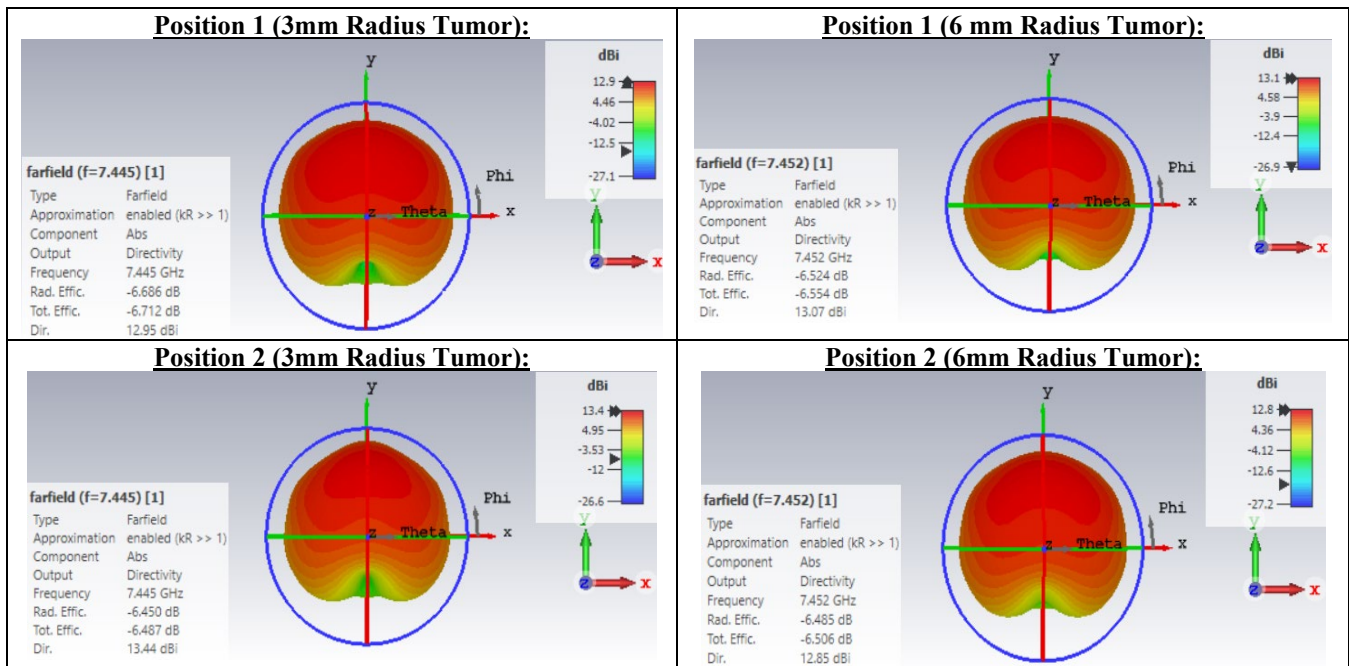 Position 1 (3mm Radius Tumor):
y
dBi
12.9
4.46
-4.02
-12.5
-27.1
Phi
z Theta x
y
z x
farfield (f=7.445) [1]
Type Farfield
Approximation enabled (kR >> 1)
Component Abs
Output Directivity
Frequency 7.445 GHz
Rad. Effic. -6.686 dB
Tot. Effic. -6.712 dB
Dir. 12.95 dBi
Position 1 (6 mm Radius Tumor):
y
dBi
13.1
4.58
-3.9
-12.4
-26.9
Phi
z Theta x
y
z x
farfield (f=7.452) [1]
Type Farfield
Approximation enabled (kR >> 1)
Component Abs
Output Directivity
Frequency 7.452 GHz
Rad. Effic. -6.524 dB
Tot. Effic. -6.554 dB
Dir. 13.07 dBi
Position 2 (3mm Radius Tumor):
y
dBi
13.4
4.95
-3.53
-12
-26.6
Phi
z Theta x
y
z x
farfield (f=7.445) [1]
Type Farfield
Approximation enabled (kR >> 1)
Component Abs
Output Directivity
Frequency 7.445 GHz
Rad. Effic. -6.450 dB
Tot. Effic. -6.487 dB
Dir. 13.44 dBi
Position 2 (6mm Radius Tumor):
y
dBi
12.8
4.36
-4.12
-12.6
-27.2
Phi
z Theta x
y
z x
farfield (f=7.452) [1]
Type Farfield
Approximation enabled (kR >> 1)
Component Abs
Output Directivity
Frequency 7.452 GHz
Rad. Effic. -6.485 dB
Tot. Effic. -6.506 dB
Dir. 12.85 dBi